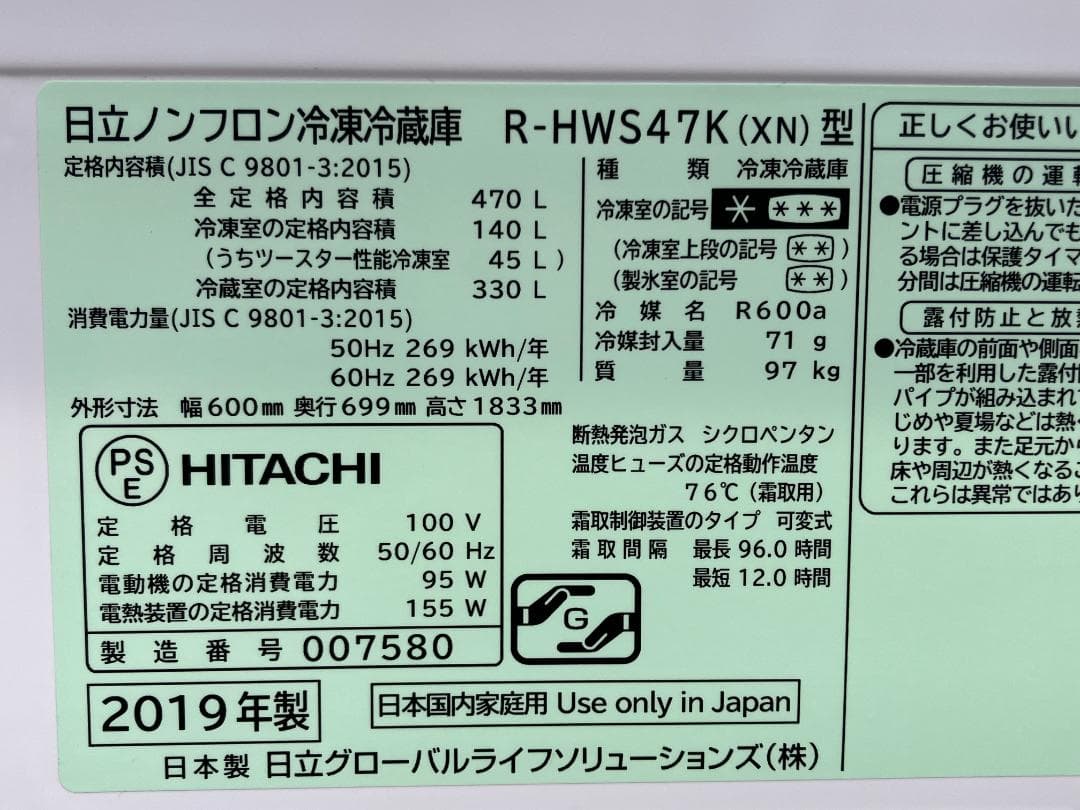 日立ノンフロン冷凍冷蔵庫 R-HWS47K(XN)型
定格内容積(JIS C 9801-3:2015)
全定格内容積 470 L
冷凍室の定格内容積 140 L
(うちツースター性能冷凍室 45 L)
冷蔵室の定格内容積 330 L
消費電力量(JIS C 9801-3:2015)
50Hz 269 kWh/年
60Hz 269 kWh/年
外形寸法 幅600mm 奥行699mm 高さ1833mm
PS
E
HITACHI
定格電圧 100 V
定格周波数 50/60 Hz
電動機の定格消費電力 95 W
電熱装置の定格消費電力 155 W
製造番号 007580
2019年製
種類 冷凍冷蔵庫
冷凍室の記号 * ***
(冷凍室上段の記号 **)
(製氷室の記号 **)
冷媒名 R600a
冷媒封入量 71 g
質量 97 kg
断熱発泡ガス シクロペンタン
温度ヒューズの定格動作温度
76℃(霜取用)
霜取制御装置のタイプ 可変式
霜取間隔 最長 96.0 時間
最短 12.0 時間
G
日本国内家庭用 Use only in Japan
日本製 日立グローバルライフソリューションズ(株)
正しくお使いい
圧縮機の運転
●電源プラグを抜いた
ントに差し込んでも
る場合は保護タイマ
分間は圧縮機の運転
露付防止と放熱
●冷蔵庫の前面や側面
一部を利用した露付防
パイプが組み込まれ
じめや夏場などは熱く
ります。また足元から
床や周辺が熱くなるこ
これらは異常ではあり